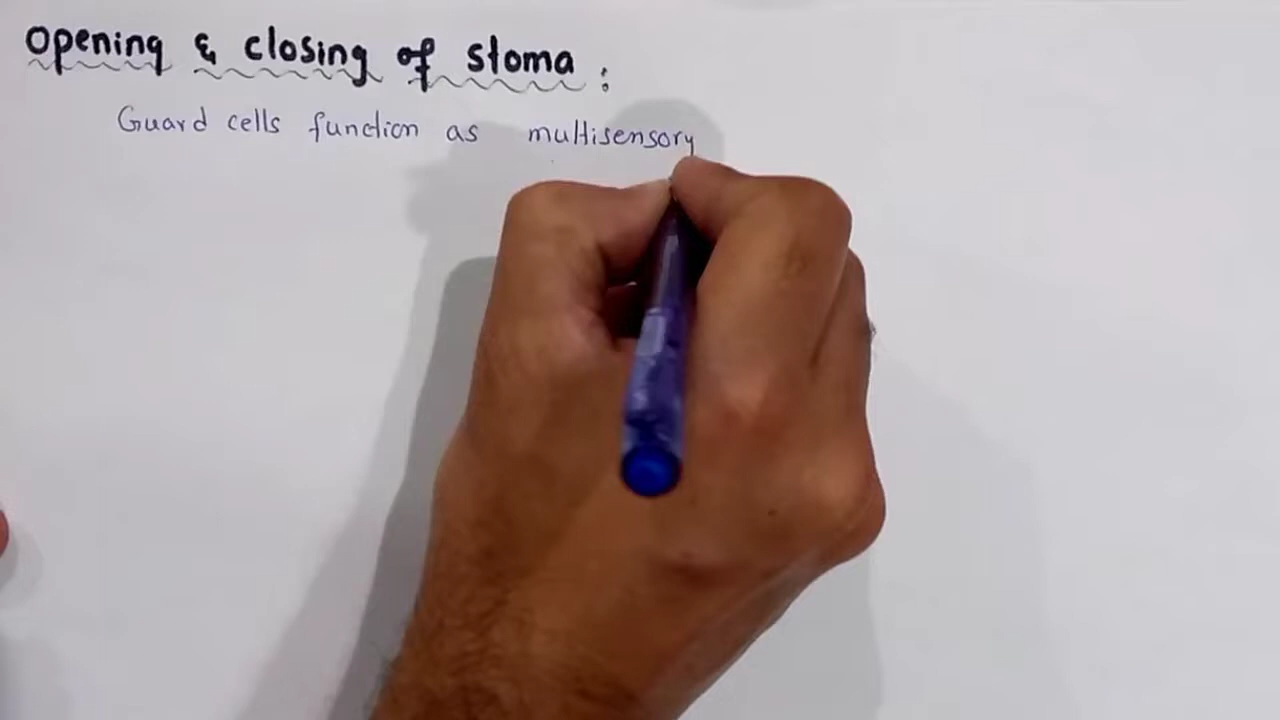 Opening & closing of stoma :
Guard cells function as multisensory